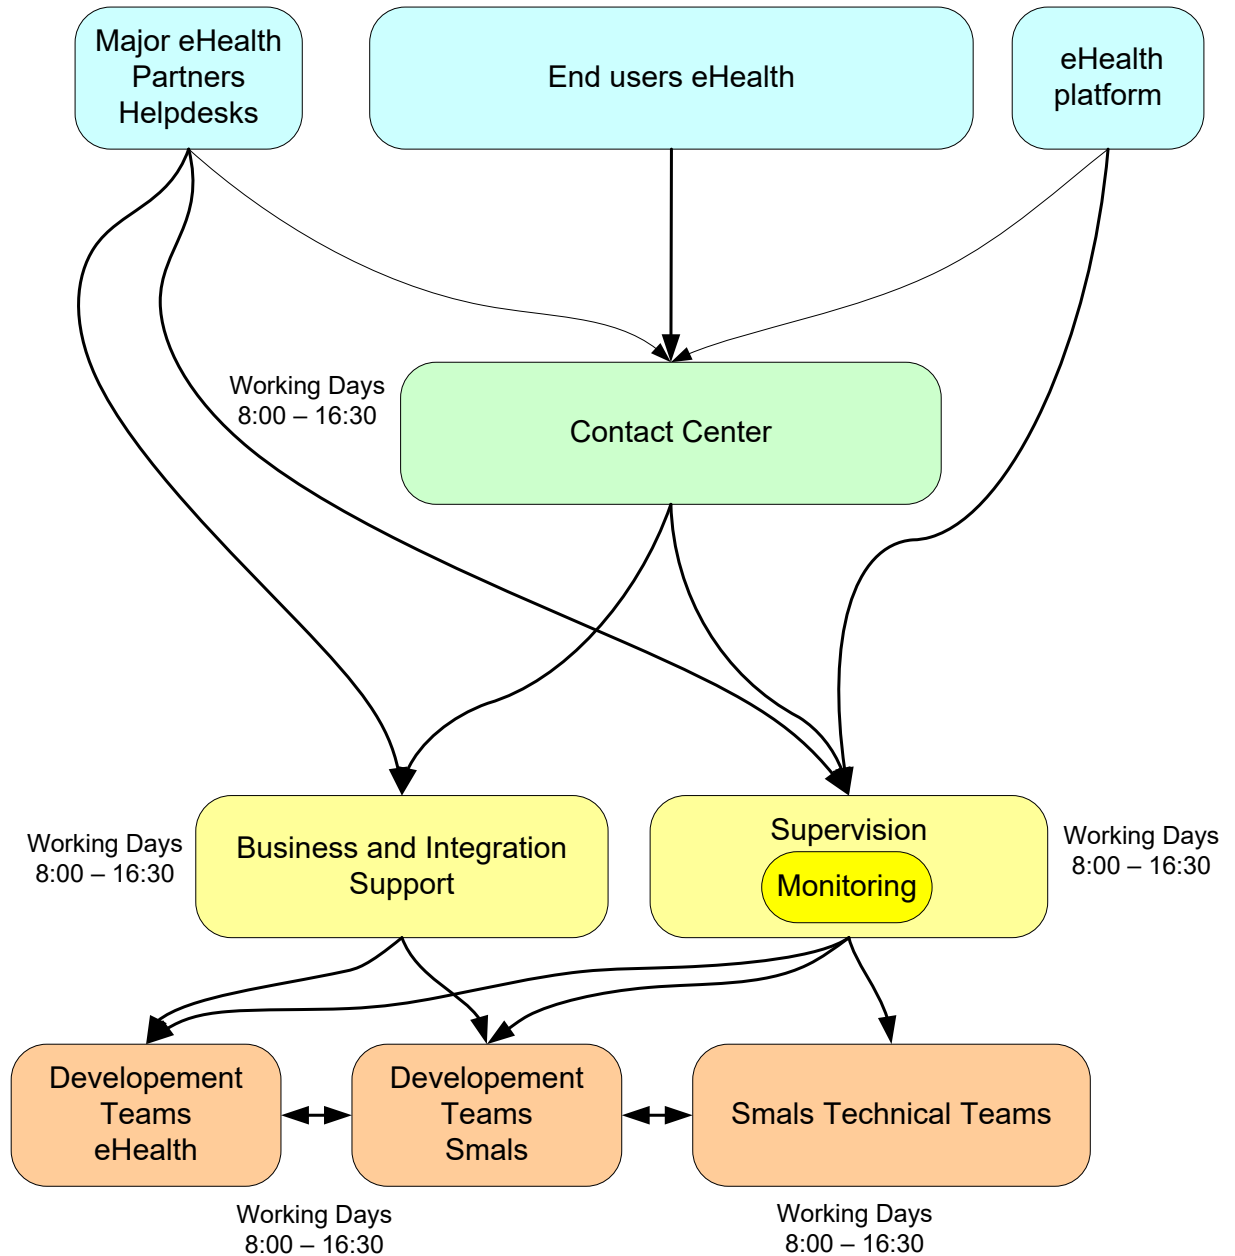 Major eHealth
Partners
Helpdesks
End users eHealth
eHealth
platform
Working Days
8:00 – 16:30
Contact Center
Working Days
8:00 – 16:30
Business and Integration
Support
Supervision
Monitoring
Working Days
8:00 – 16:30
Developement
Teams
eHealth
Developement
Teams
Smals
Smals Technical Teams
Working Days
8:00 – 16:30
Working Days
8:00 – 16:30